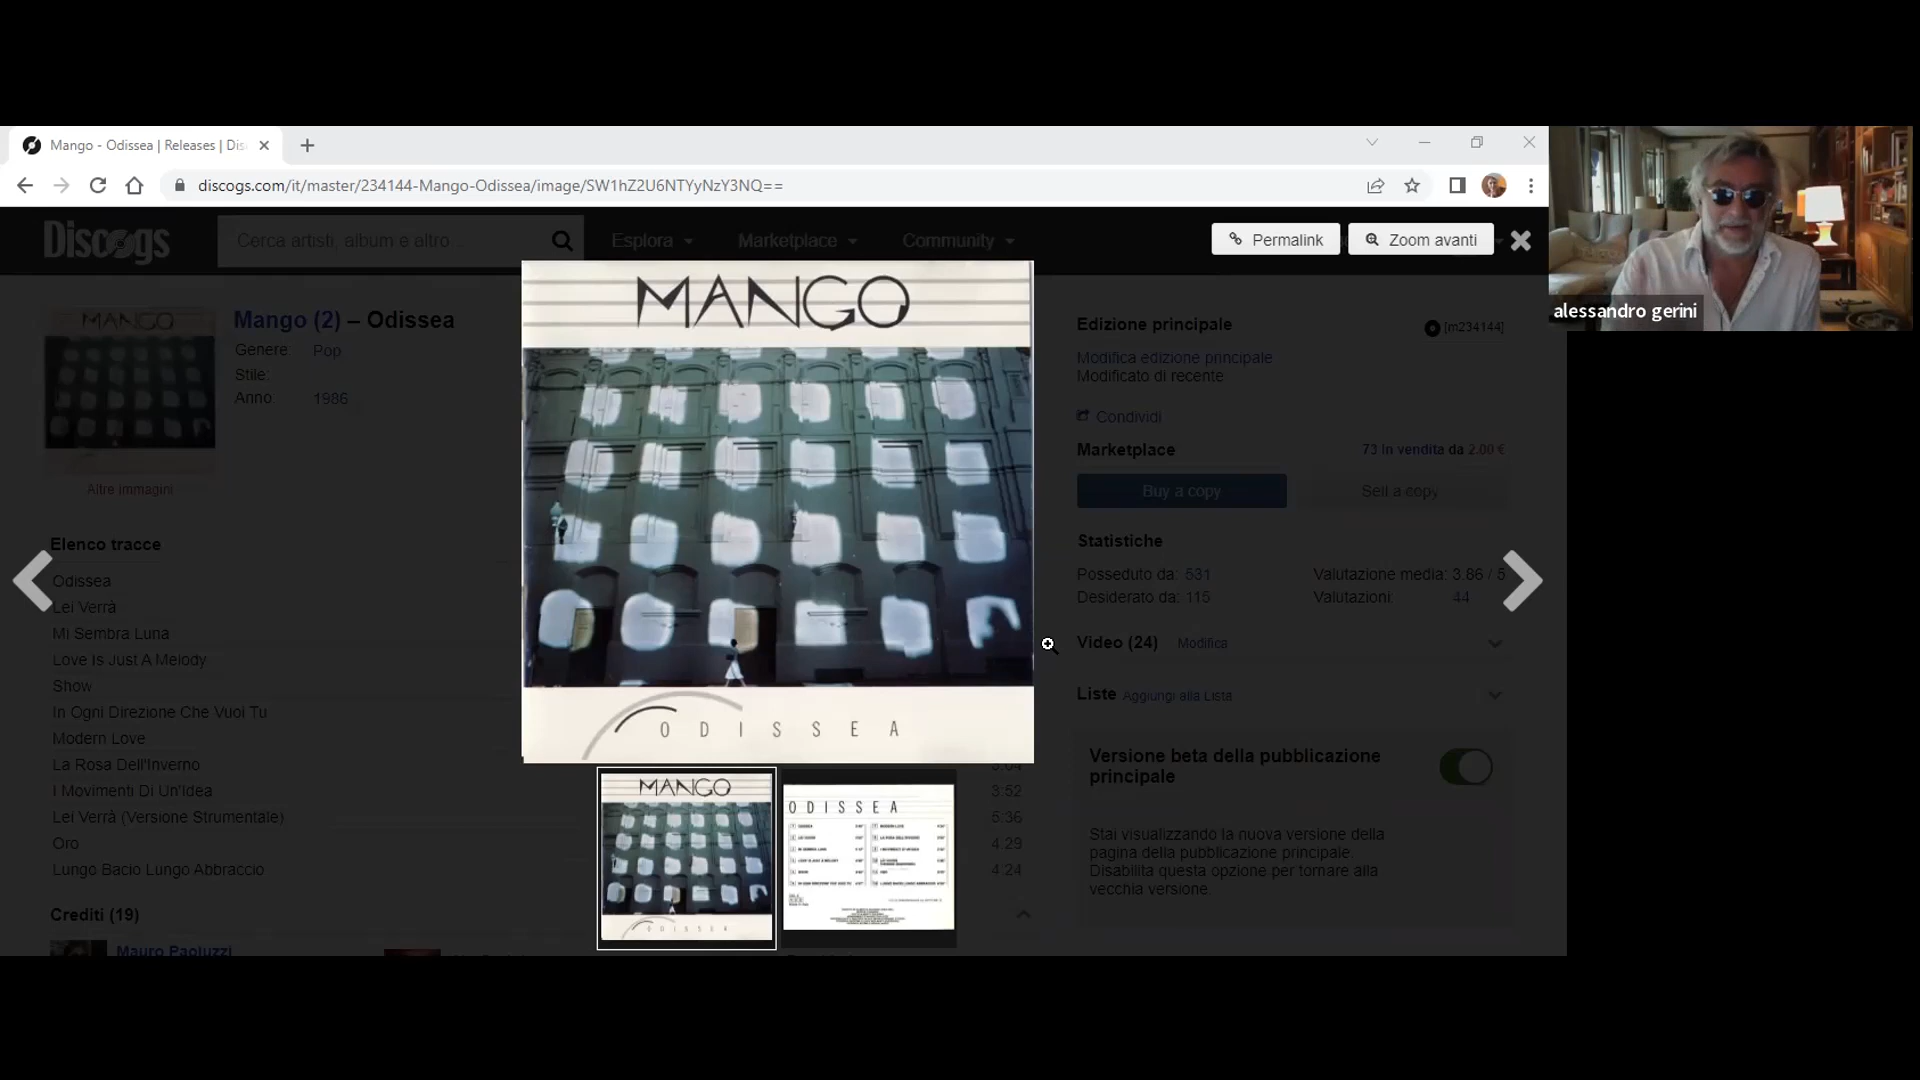 Mango - Odissea | Releases | Dis
discogs.com/it/master/234144-Mango-Odissea/image/SW1hZ2U6NTYyNzY3NQ==
Discogs
Cerca artisti, album e altro...
Esplora
Marketplace
Community
Permalink
Zoom avanti
alessandro gerini
MANGO
Mango (2) – Odissea
Genere:
Pop
Stile:
Anno:
1986
Altre immagini
Elenco tracce
Odissea
Lei Verrà
Mi Sembra Luna
Love Is Just A Melody
Show
In Ogni Direzione Che Vuoi Tu
Modern Love
La Rosa Dell'Inverno
I Movimenti Di Un'Idea
3:52
Lei Verrà (Versione Strumentale)
5:36
Oro
4:29
Lungo Bacio Lungo Abbraccio
4:24
Crediti (19)
Mauro Paoluzzi
MANGO
ODISSEA
MANGO
ODISSEA
ODISSEA
Edizione principale
[m234144]
Modifica edizione principale
Modificato di recente
Condividi
Marketplace
73 In vendita da 2.00 €
Buy a copy
Sell a copy
Statistiche
Posseduto da: 531
Valutazione media: 3.86 / 5
Desiderato da: 115
Valutazioni: 44
Video (24) Modifica
Liste Aggiungi alla Lista
Versione beta della pubblicazione
principale
Stai visualizzando la nuova versione della
pagina della pubblicazione principale.
Disabilita questa opzione per tornare alla
vecchia versione.